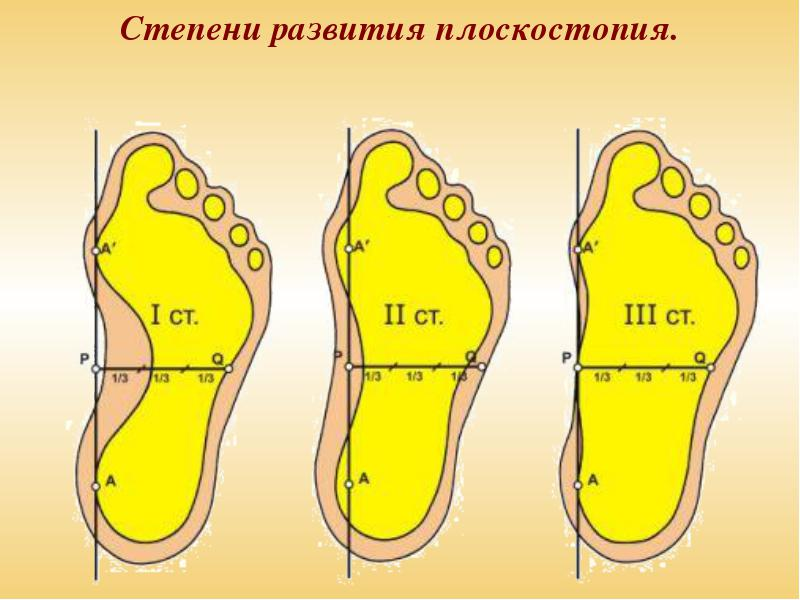 Степени развития плоскостопия.
A′ A′ A′
I ст. II ст. III ст.
P Q P Q P Q
1/3 1/3 1/3 1/3 1/3 1/3 1/3 1/3 1/3
A A A